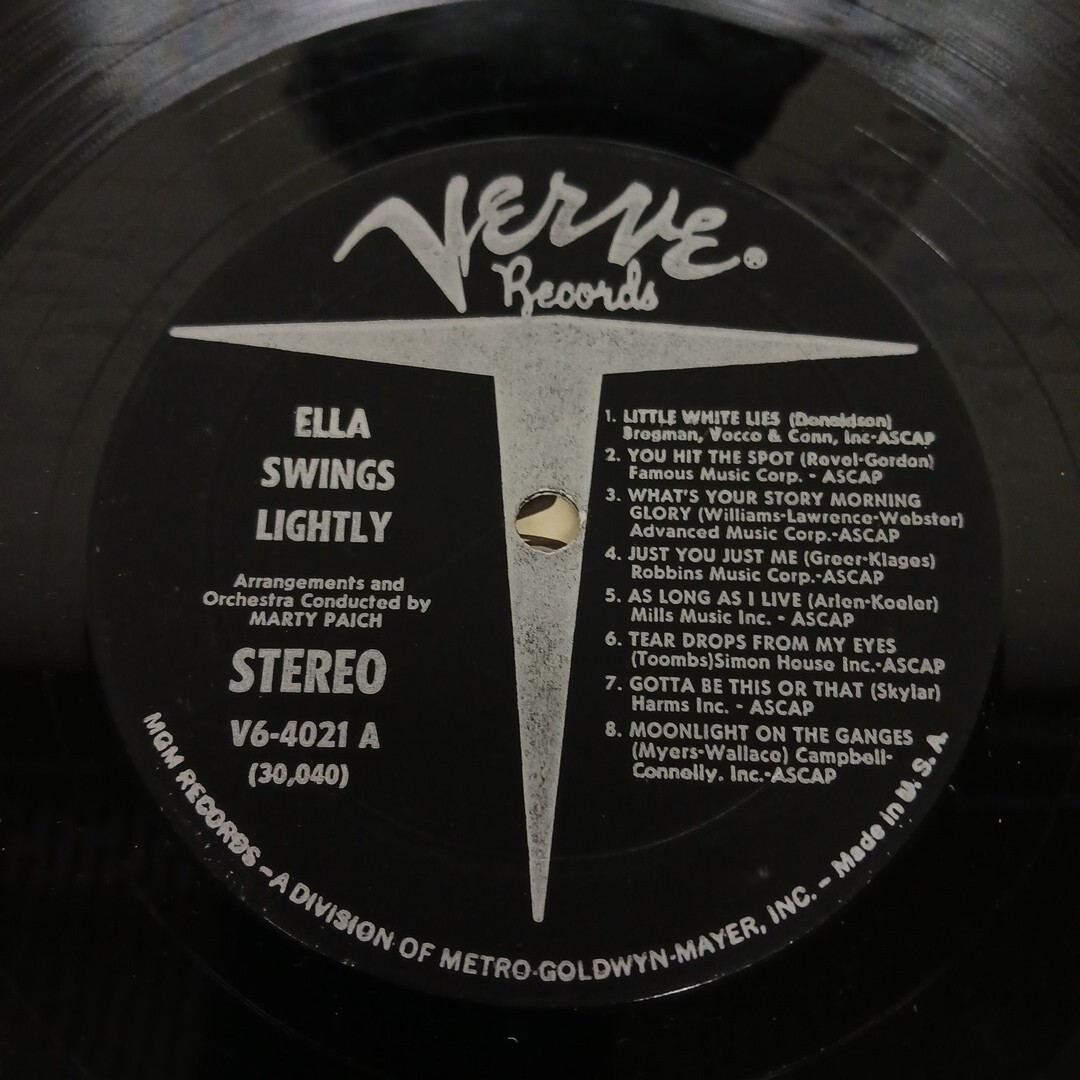 VERVE®
Records
ELLA
SWINGS
LIGHTLY
Arrangements and
Orchestra Conducted by
MARTY PAICH
STEREO
V6-4021 A
(30,040)
1. LITTLE WHITE LIES (Donaldson)
Bregman, Vocco & Conn, Inc-ASCAP
2. YOU HIT THE SPOT (Revel-Gordon)
Famous Music Corp. - ASCAP
3. WHAT'S YOUR STORY MORNING
GLORY (Williams-Lawrence-Webster)
Advanced Music Corp.-ASCAP
4. JUST YOU JUST ME (Greer-Klages)
Robbins Music Corp.-ASCAP
5. AS LONG AS I LIVE (Arlen-Koeler)
Mills Music Inc. - ASCAP
6. TEAR DROPS FROM MY EYES
(Toombs)Simon House Inc.-ASCAP
7. GOTTA BE THIS OR THAT (Skylar)
Harms Inc. - ASCAP
8. MOONLIGHT ON THE GANGES
(Myers-Wallace) Campbell-
Connelly. Inc.-ASCAP
MGM RECORDS - A DIVISION OF METRO-GOLDWYN-MAYER, INC. - Made in U. S. A.